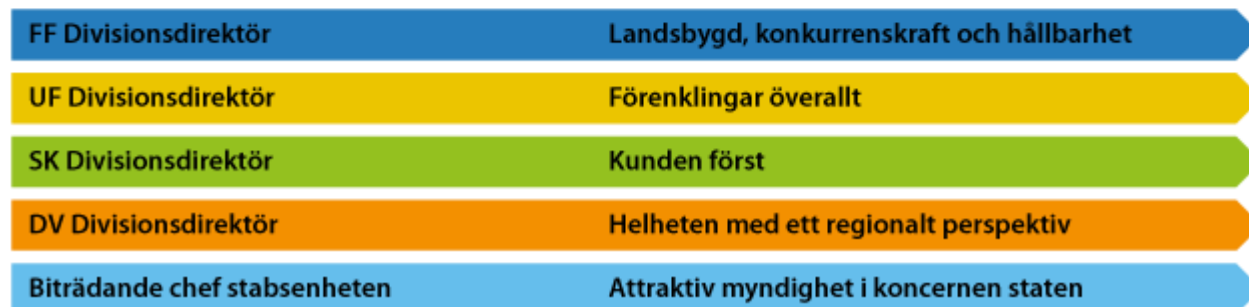 FF Divisionsdirektör Landsbygd, konkurrenskraft och hållbarhet
UF Divisionsdirektör Förenklingar överallt
SK Divisionsdirektör Kunden först
DV Divisionsdirektör Helheten med ett regionalt perspektiv
Biträdande chef stabsenheten Attraktiv myndighet i koncernen staten